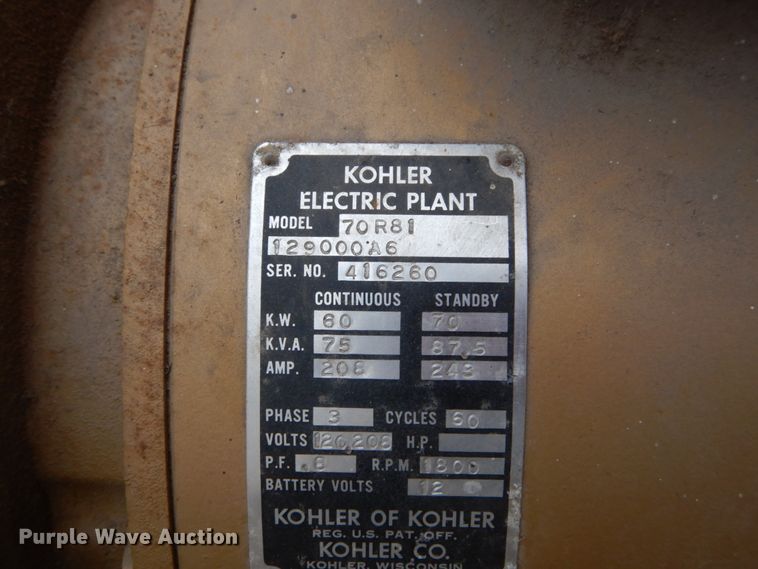 KOHLER
ELECTRIC PLANT
MODEL 70R81
129000A6
SER. NO. 416260
CONTINUOUS STANDBY
K.W. 60 70
K.V.A. 75 87.5
AMP. 208 243
PHASE 3 CYCLES 60
VOLTS 120,208 H.P.
P.F. .8 R.P.M. 1800
BATTERY VOLTS 12
KOHLER OF KOHLER
REG. U.S. PAT. OFF.
KOHLER CO.
KOHLER, WISCONSIN
Purple Wave Auction